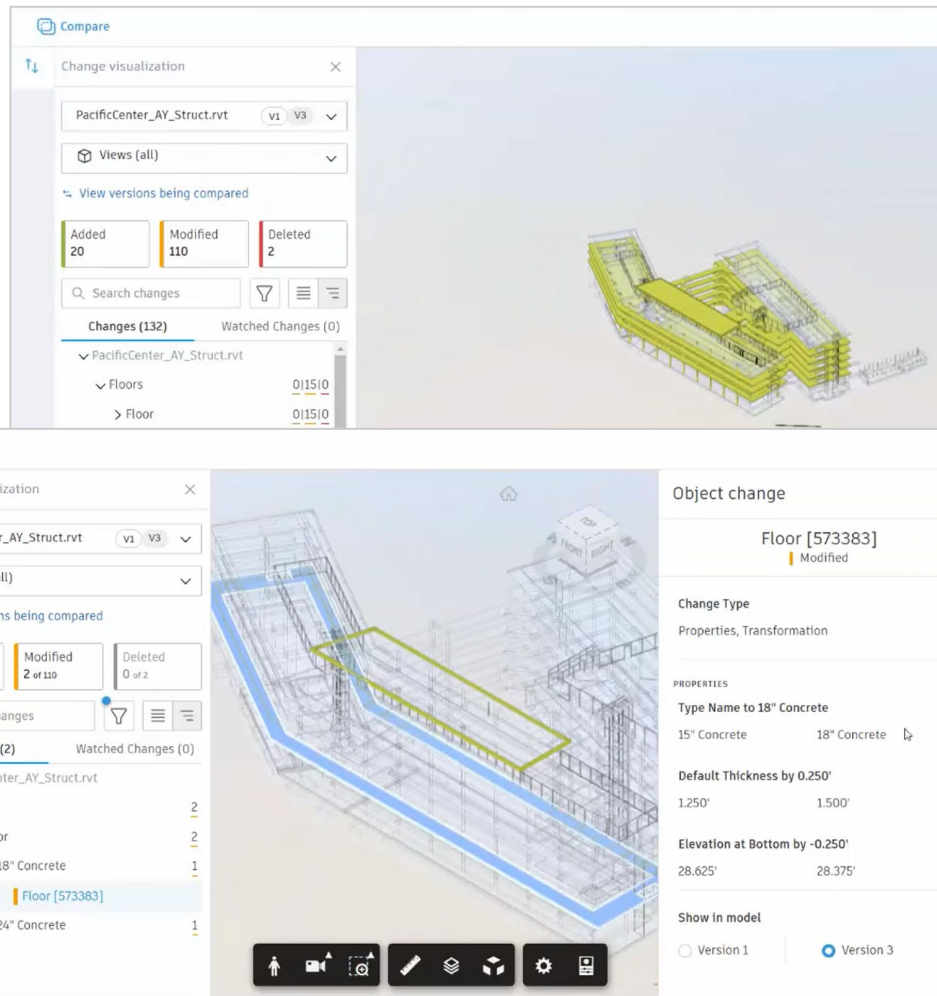 Compare
Change visualization
PacificCenter_AY_Struct.rvt V1 V3
Views (all)
View versions being compared
Added Modified Deleted
20 110 2
Search changes
Changes (132) Watched Changes (0)
PacificCenter_AY_Struct.rvt
Floors 0|15|0
Floor 0|15|0
ization
r_AY_Struct.rvt V1 V3
ll)
ns being compared
Modified Deleted
2 of 110 0 of 2
anges
(2) Watched Changes (0)
nter_AY_Struct.rvt
2
or 2
18" Concrete 1
Floor [573383]
24" Concrete 1
TOP
FRONT RIGHT
Object change
Floor [573383]
Modified
Change Type
Properties, Transformation
PROPERTIES
Type Name to 18" Concrete
15" Concrete 18" Concrete
Default Thickness by 0.250'
1.250' 1.500'
Elevation at Bottom by -0.250'
28.625' 28.375'
Show in model
Version 1 Version 3